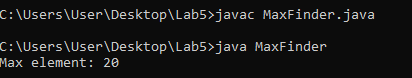 C:\Users\User\Desktop\Lab5>javac MaxFinder.java
C:\Users\User\Desktop\Lab5>java MaxFinder
Max element: 20